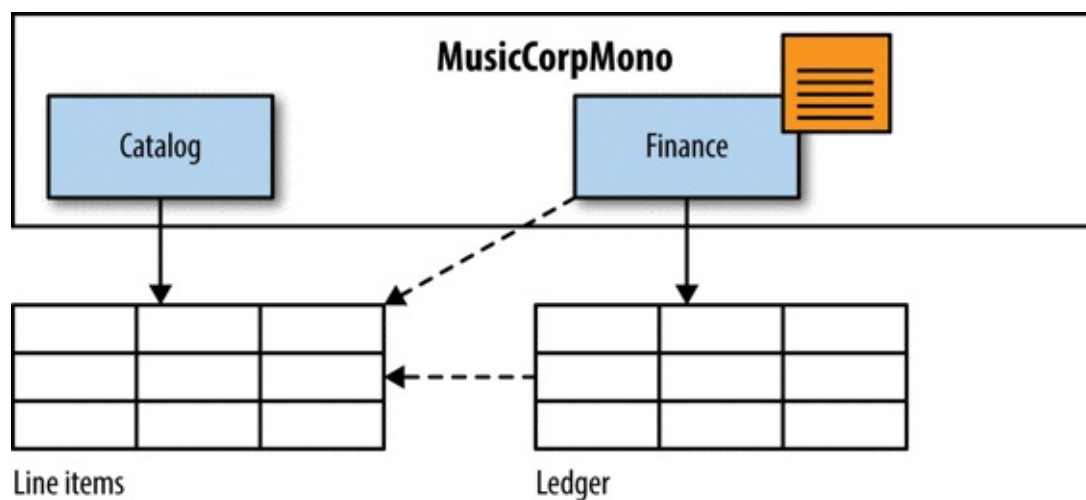 MusicCorpMono
Catalog
Finance
Line items
Ledger